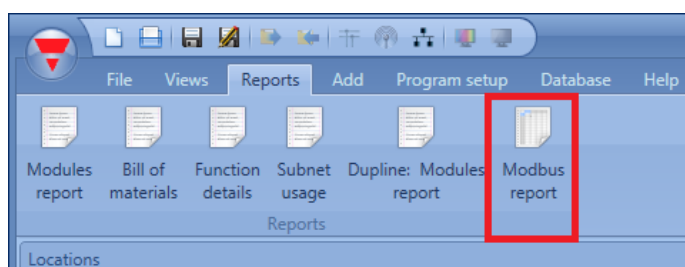 File Views Reports Add Program setup Database Help
Modules report
Bill of materials
Function details
Subnet usage
Dupline: Modules report
Modbus report
Reports
Locations